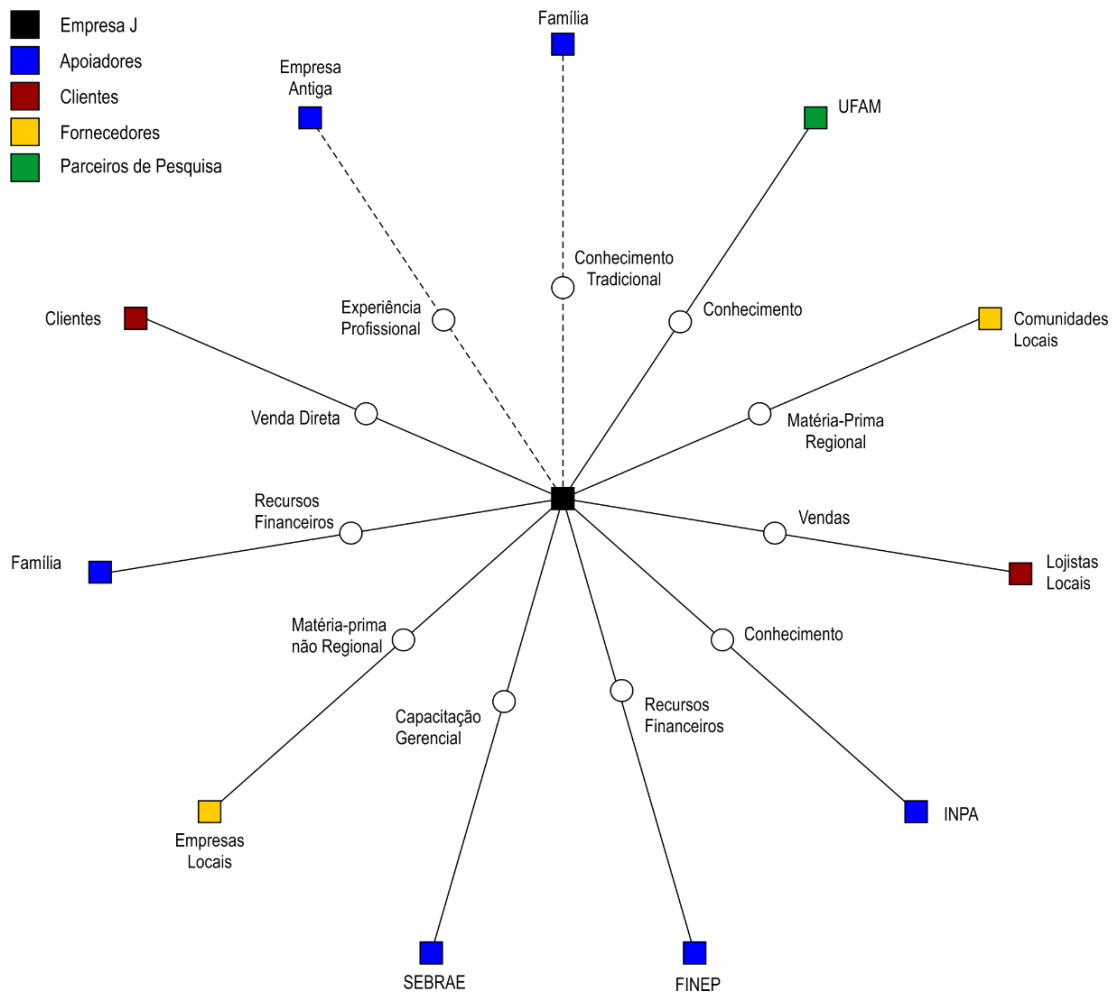 Empresa J
Apoiadores
Clientes
Fornecedores
Parceiros de Pesquisa
Família
Empresa
Antiga
UFAM
Conhecimento
Tradicional
Experiência
Profissional
Conhecimento
Clientes
Comunidades
Locais
Venda Direta
Matéria-Prima
Regional
Recursos
Financeiros
Vendas
Família
Lojistas
Locais
Matéria-prima
não Regional
Conhecimento
Capacitação
Gerencial
Recursos
Financeiros
Empresas
Locais
INPA
SEBRAE
FINEP